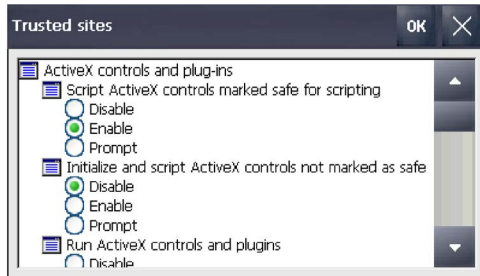 Trusted sites OK
ActiveX controls and plug-ins
Script ActiveX controls marked safe for scripting
Disable
Enable
Prompt
Initialize and script ActiveX controls not marked as safe
Disable
Enable
Prompt
Run ActiveX controls and plugins
Disable